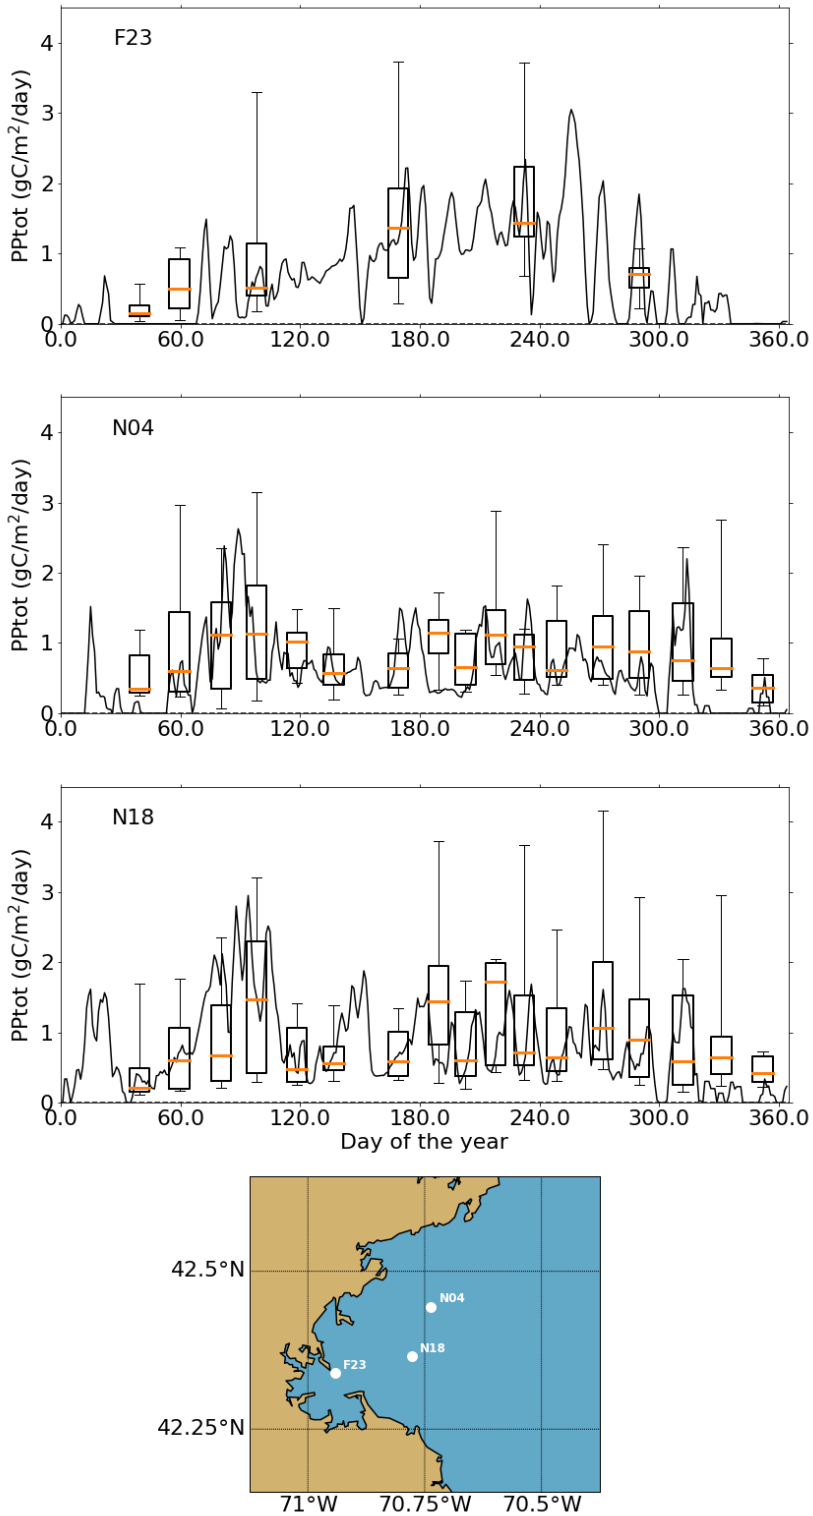 F23
PPtot (gC/m²/day)
4
3
2
1
0
0.0 60.0 120.0 180.0 240.0 300.0 360.0
N04
PPtot (gC/m²/day)
4
3
2
1
0
0.0 60.0 120.0 180.0 240.0 300.0 360.0
N18
PPtot (gC/m²/day)
4
3
2
1
0
0.0 60.0 120.0 180.0 240.0 300.0 360.0
Day of the year
42.5°N
N04
N18
F23
42.25°N
71°W 70.75°W 70.5°W